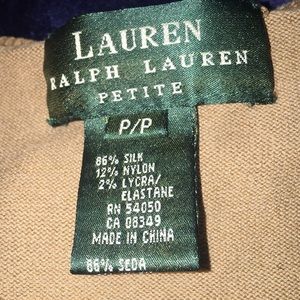 LAUREN
RALPH LAUREN
PETITE
P/P
86% SILK
12% NYLON
2% LYCRA/
ELASTANE
RN 54050
CA 08349
MADE IN CHINA
86% SEDA